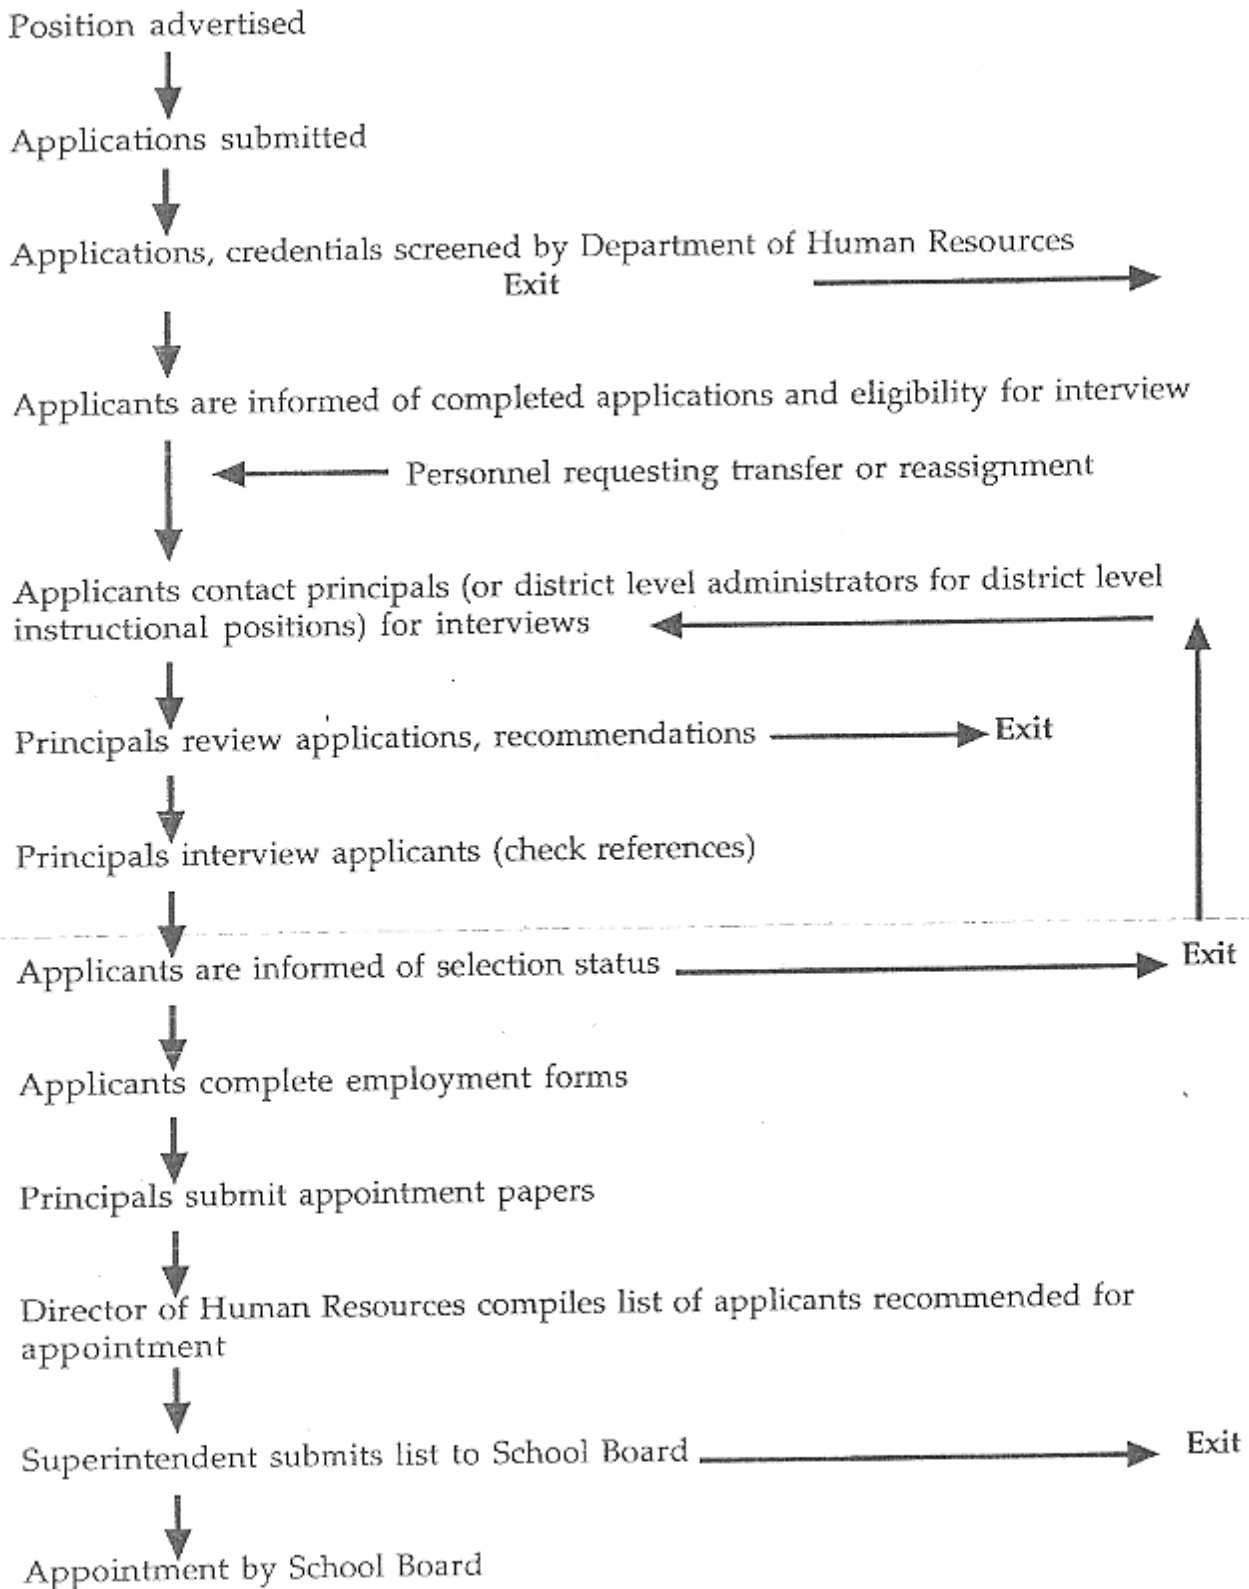 Position advertised
Applications submitted
Applications, credentials screened by Department of Human Resources
Exit
Applicants are informed of completed applications and eligibility for interview
Personnel requesting transfer or reassignment
Applicants contact principals (or district level administrators for district level
instructional positions) for interviews
Principals review applications, recommendations
Exit
Principals interview applicants (check references)
Applicants are informed of selection status
Exit
Applicants complete employment forms
Principals submit appointment papers
Director of Human Resources compiles list of applicants recommended for
appointment
Superintendent submits list to School Board
Exit
Appointment by School Board